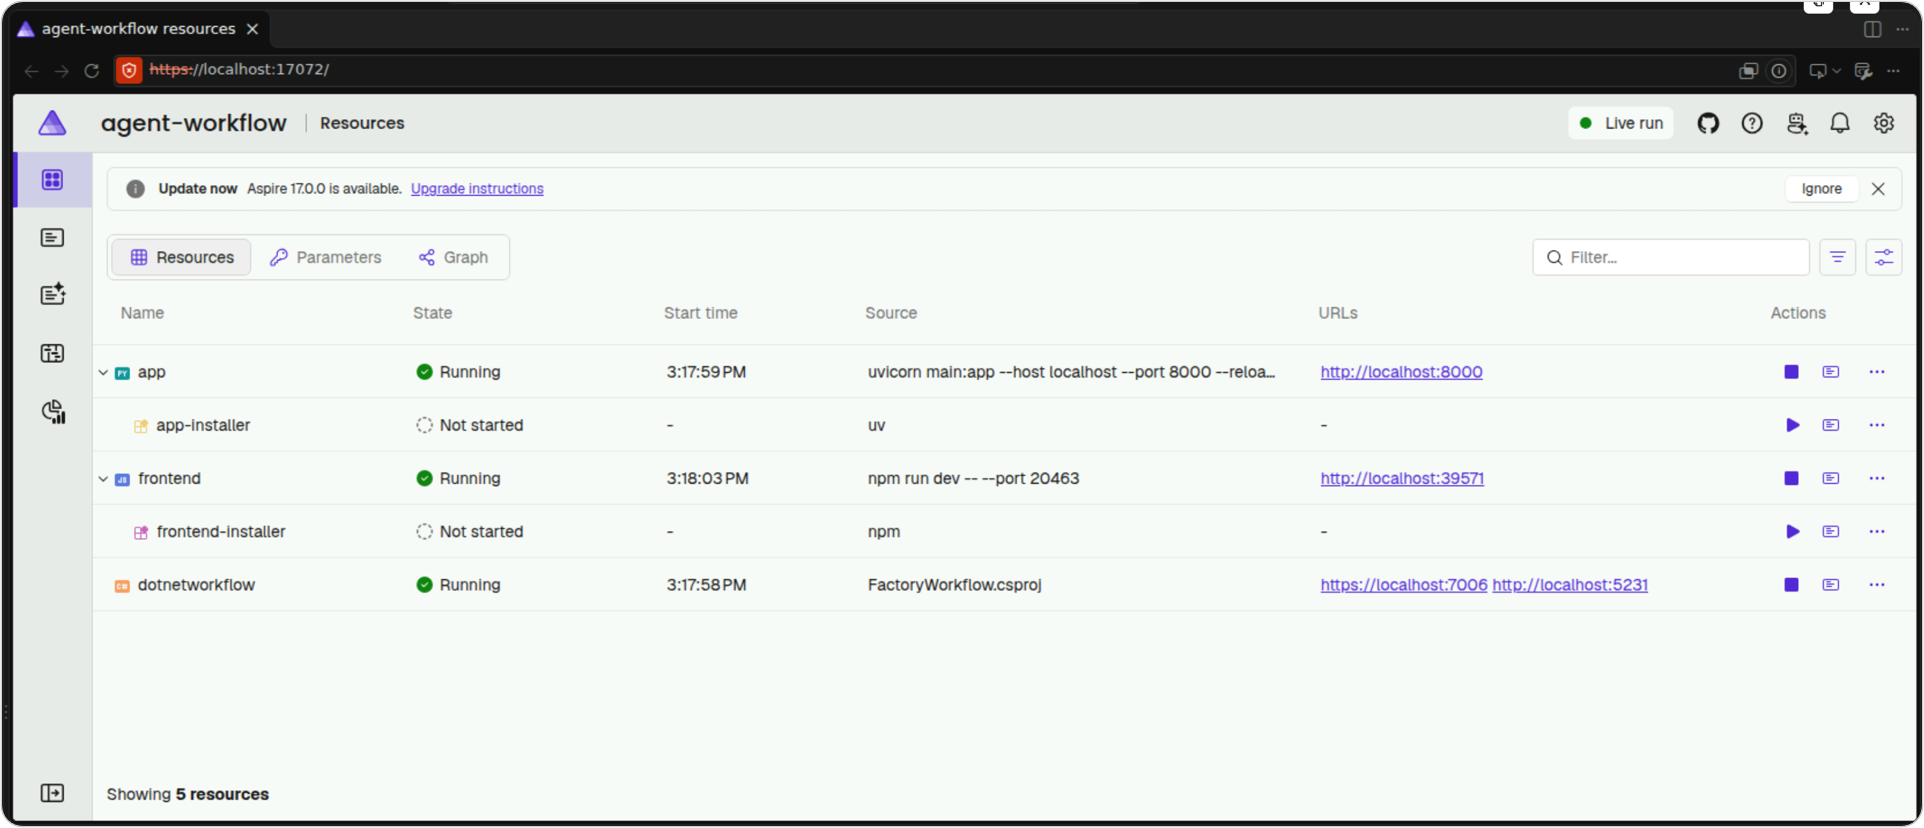 agent-workflow resources
https://localhost:17072/
agent-workflow | Resources Live run
Update now Aspire 17.0.0 is available. Upgrade instructions Ignore
Resources Parameters Graph Filter...
Name State Start time Source URLs Actions
PY app Running 3:17:59 PM uvicorn main:app --host localhost --port 8000 --reloa... http://localhost:8000
app-installer Not started - uv -
JS frontend Running 3:18:03 PM npm run dev -- --port 20463 http://localhost:39571
frontend-installer Not started - npm -
C# dotnetworkflow Running 3:17:58 PM FactoryWorkflow.csproj https://localhost:7006 http://localhost:5231
Showing 5 resources